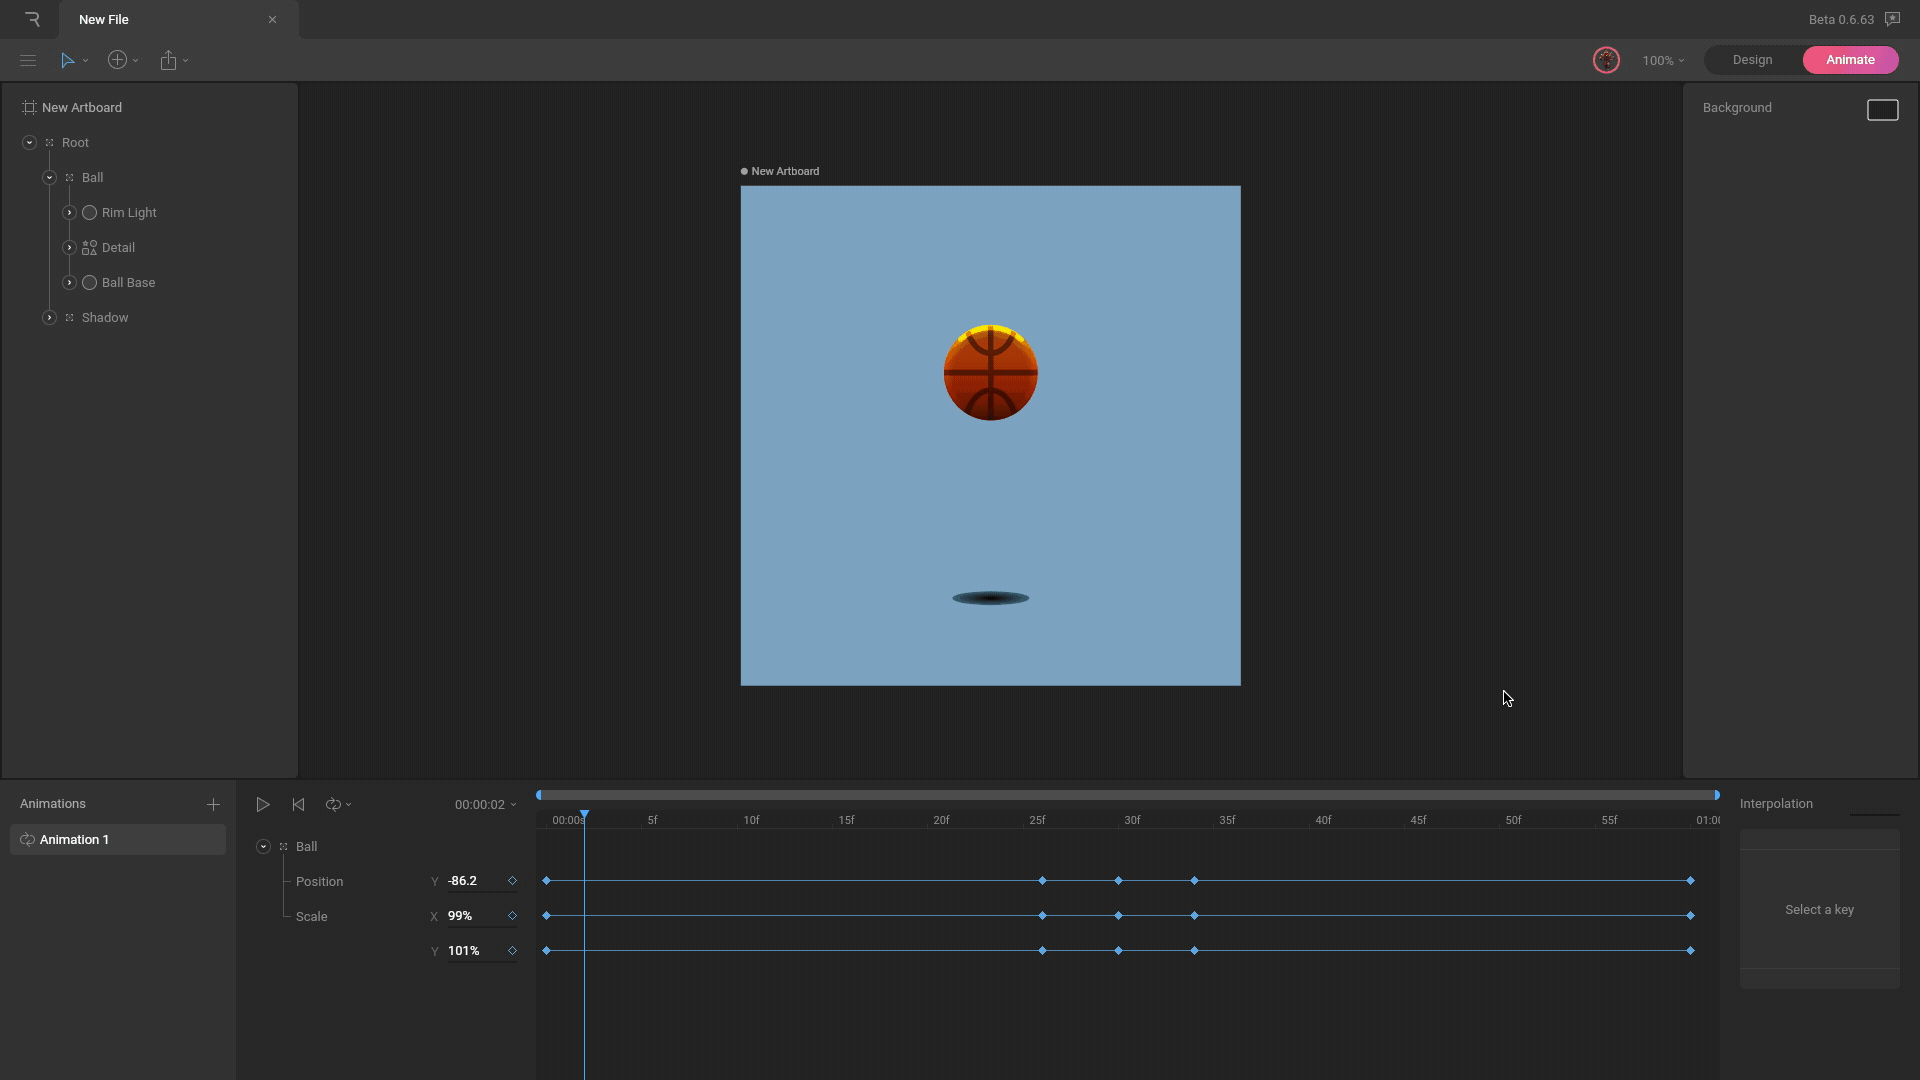 New File
Beta 0.6.63
100%
Design
Animate
New Artboard
Root
Ball
Rim Light
Detail
Ball Base
Shadow
New Artboard
Background
Animations
Animation 1
00:00:02
00:00s 5f 10f 15f 20f 25f 30f 35f 40f 45f 50f 55f 01:00
Ball
Position Y -86.2
Scale X 99%
Y 101%
Interpolation
Select a key